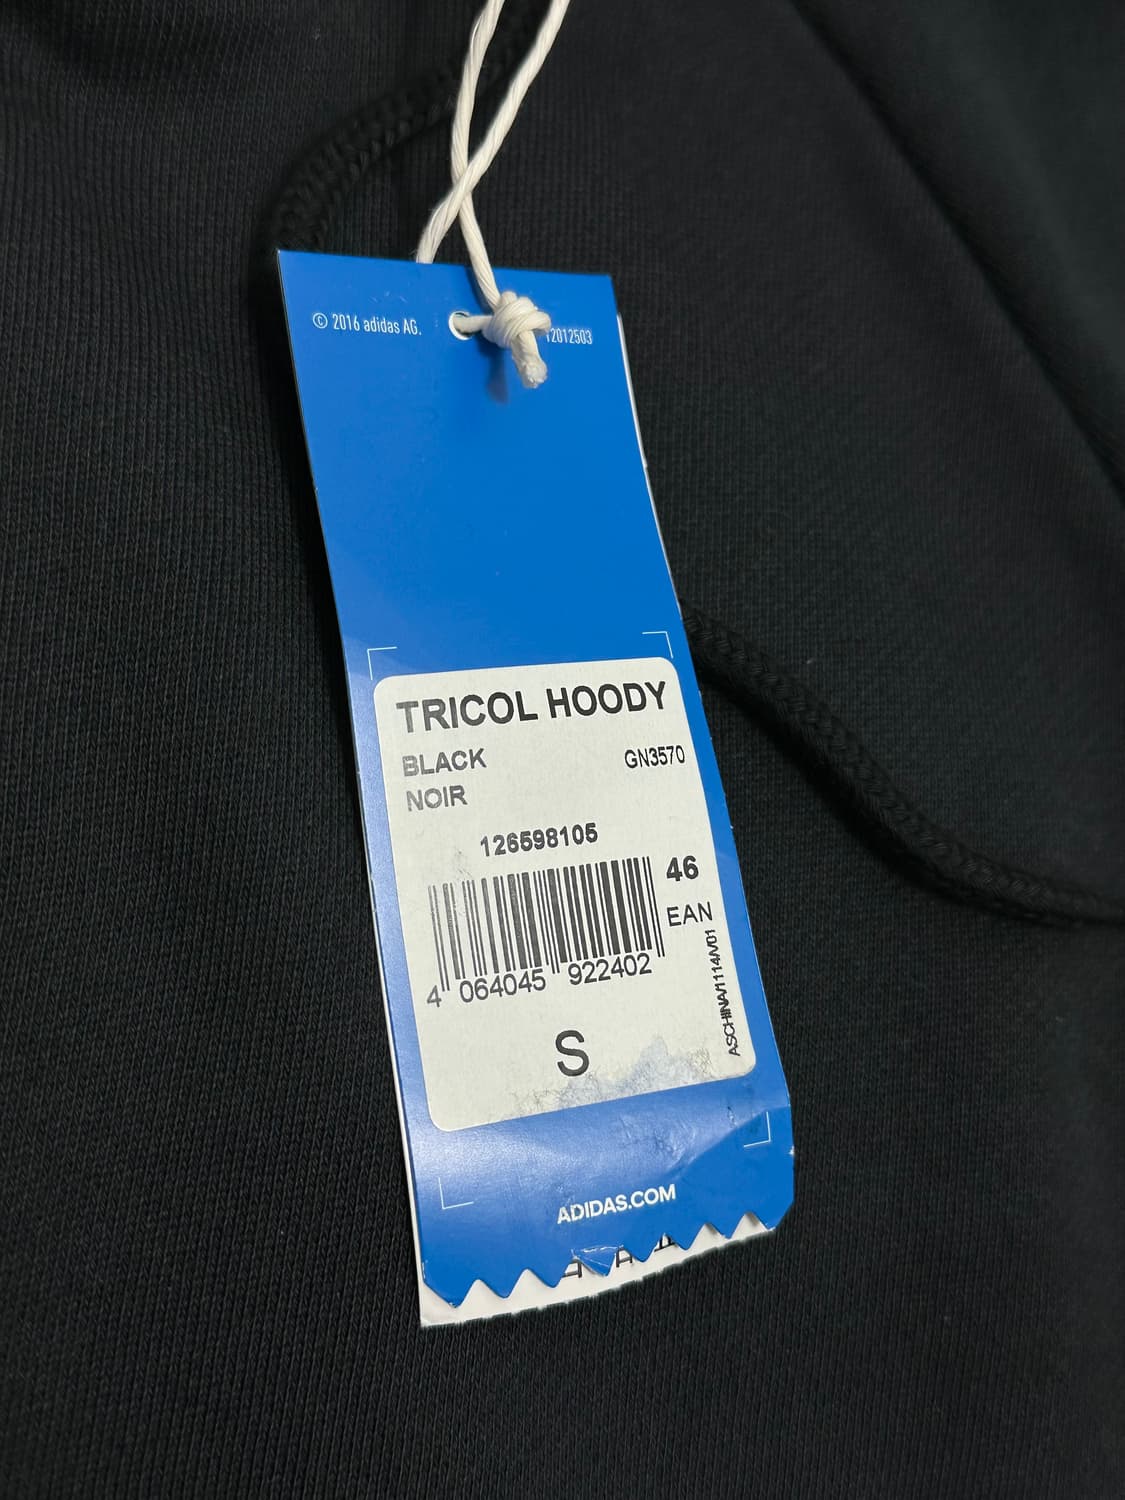 © 2016 adidas AG.
12012503
TRICOL HOODY
BLACK
GN3570
NOIR
126598105
46
EAN
4 064045 922402
ASCHINA/1114/V01
S
ADIDAS.COM